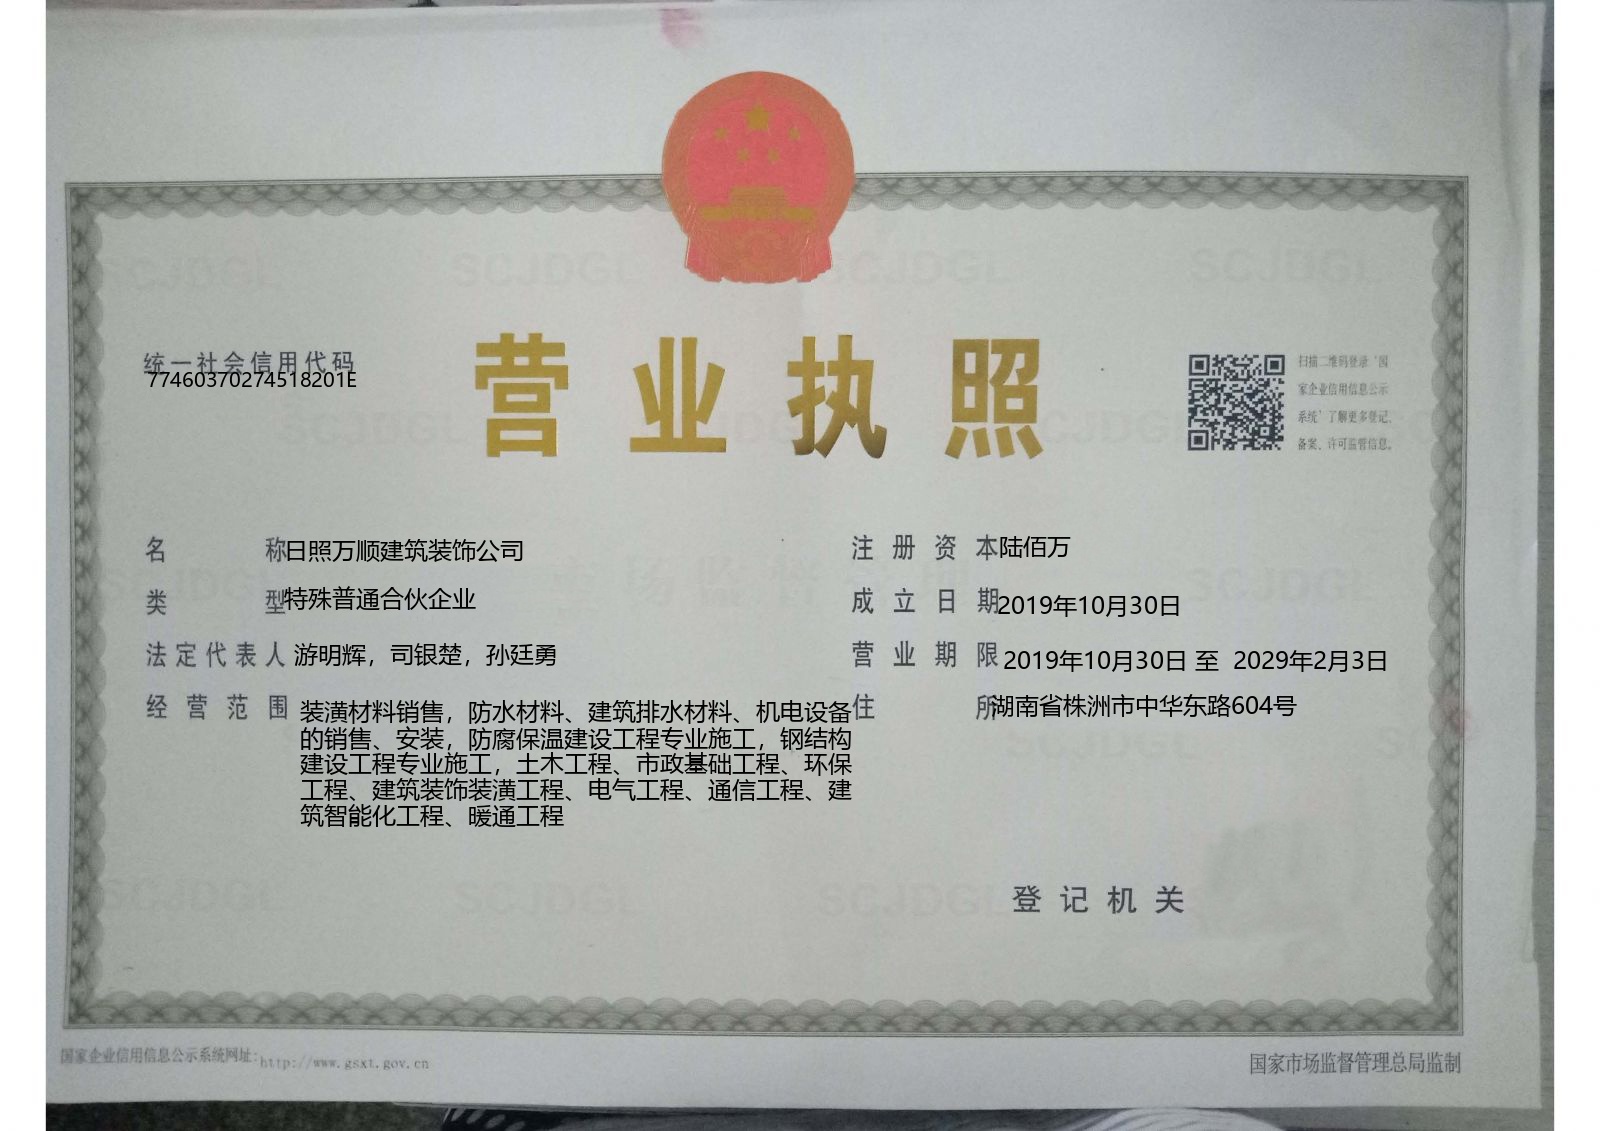 统一社会信用代码
77460370274518201E
营业执照
扫描二维码登录‘国
家企业信用信息公示
系统’了解更多登记、
备案、许可监管信息。
名称 日照万顺建筑装饰公司
类型 特殊普通合伙企业
法定代表人 游明辉，司银楚，孙廷勇
经营范围 装潢材料销售，防水材料、建筑排水材料、机电设备
的销售、安装，防腐保温建设工程专业施工，钢结构
建设工程专业施工，土木工程、市政基础工程、环保
工程、建筑装饰装潢工程、电气工程、通信工程、建
筑智能化工程、暖通工程
注册资本 陆佰万
成立日期 2019年10月30日
营业期限 2019年10月30日 至 2029年2月3日
住所 湖南省株洲市中华东路604号
登记机关
国家企业信用信息公示系统网址:http://www.gsxt.gov.cn
国家市场监督管理总局监制
SCJDGL
SCJDGL
SCJDGL
SCJDGL